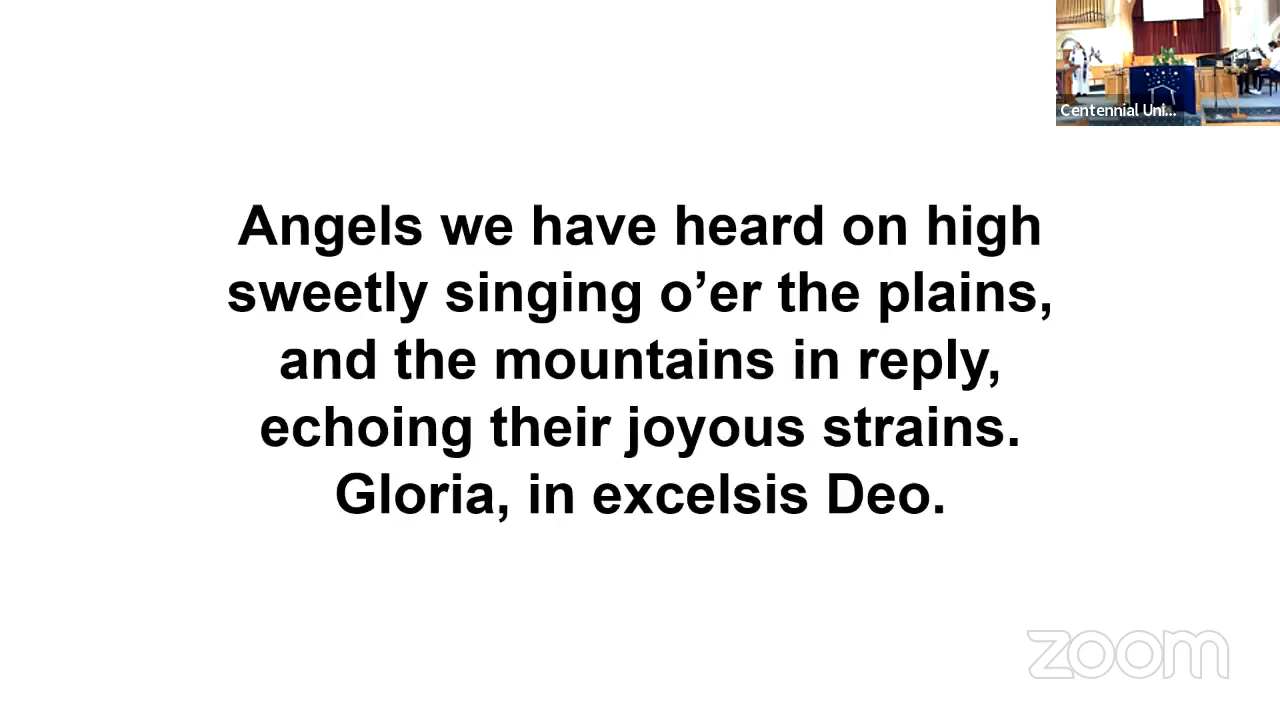 Centennial Uni...
Angels we have heard on high
sweetly singing o’er the plains,
and the mountains in reply,
echoing their joyous strains.
Gloria, in excelsis Deo.
zoom